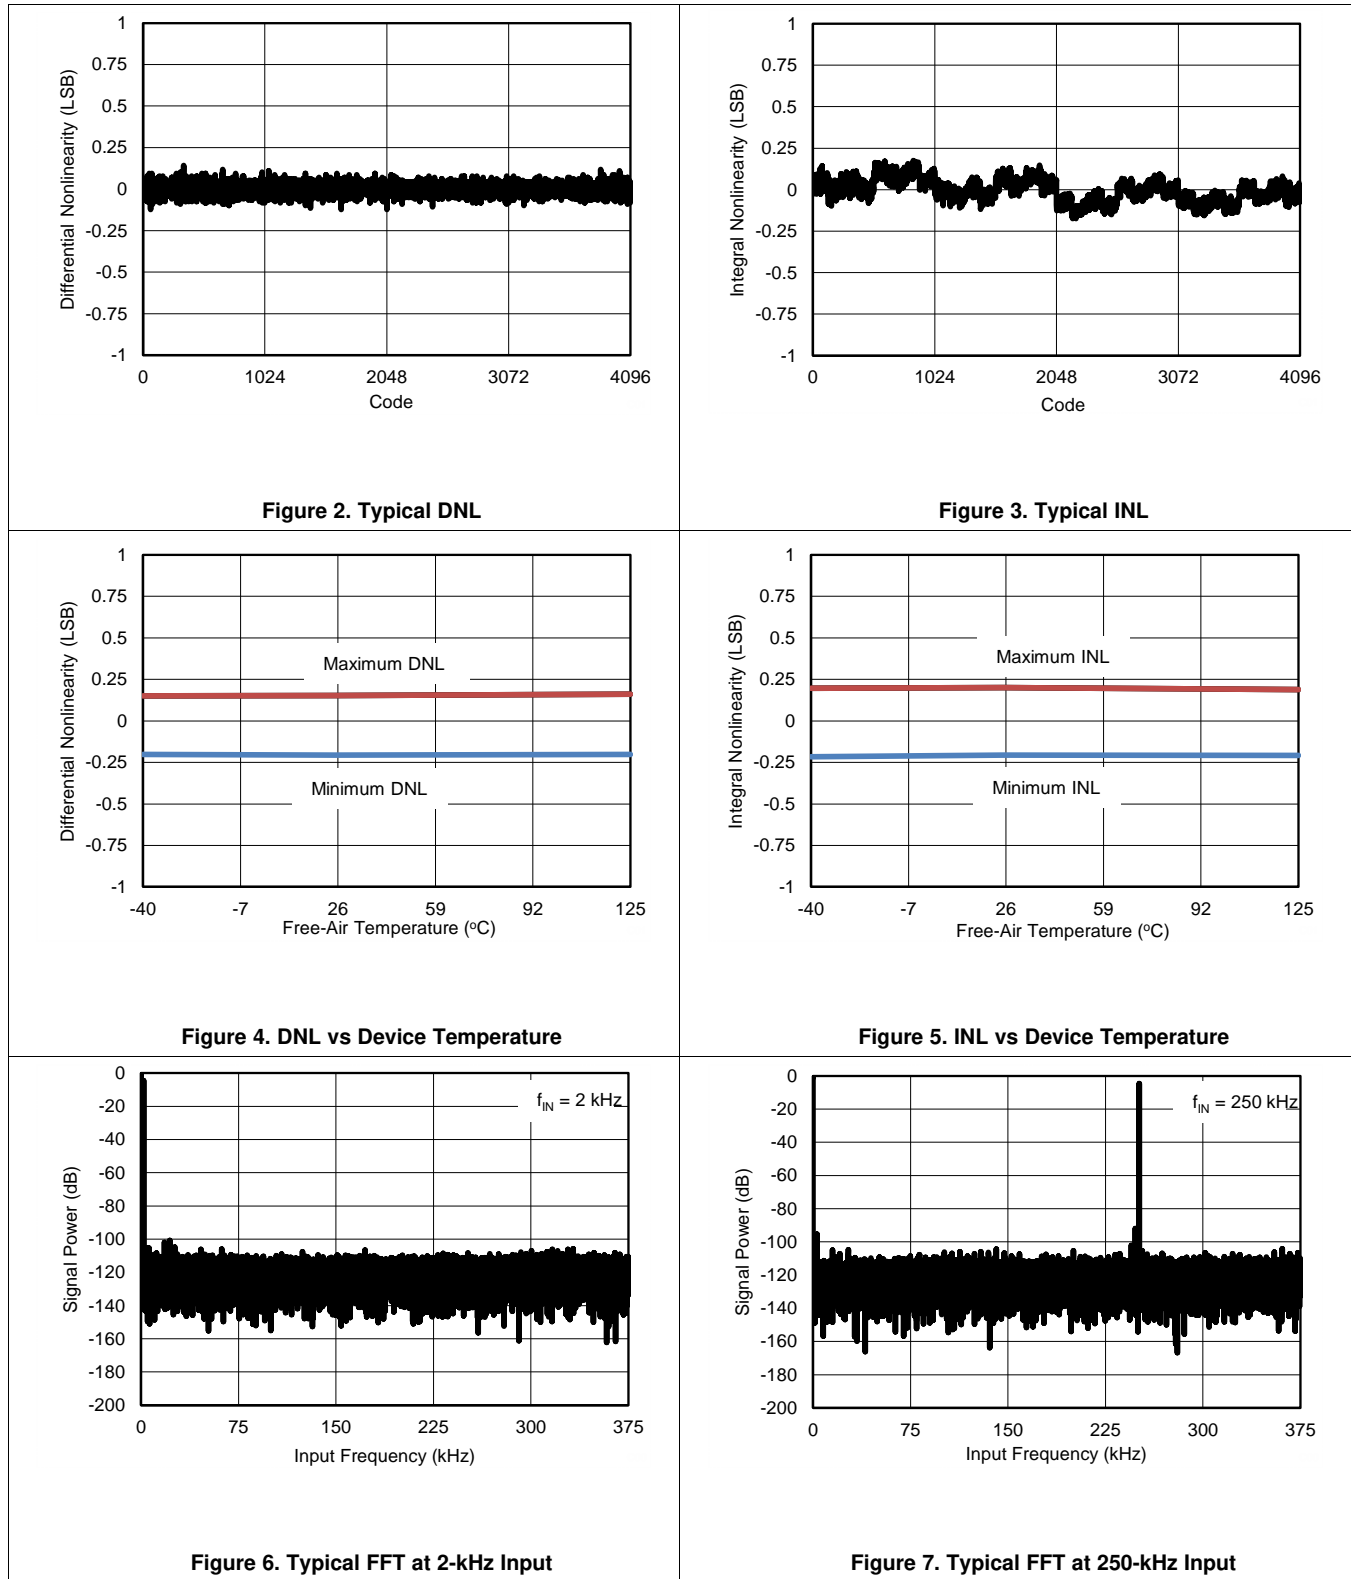 1
0.75
0.5
0.25
0
-0.25
-0.5
-0.75
-1
Differential Nonlinearity (LSB)
0 1024 2048 3072 4096
Code
Figure 2. Typical DNL
1
0.75
0.5
0.25
0
-0.25
-0.5
-0.75
-1
Integral Nonlinearity (LSB)
0 1024 2048 3072 4096
Code
Figure 3. Typical INL
1
0.75
0.5
0.25
0
-0.25
-0.5
-0.75
-1
Differential Nonlinearity (LSB)
Maximum DNL
Minimum DNL
-40 -7 26 59 92 125
Free-Air Temperature (°C)
Figure 4. DNL vs Device Temperature
1
0.75
0.5
0.25
0
-0.25
-0.5
-0.75
-1
Integral Nonlinearity (LSB)
Maximum INL
Minimum INL
-40 -7 26 59 92 125
Free-Air Temperature (°C)
Figure 5. INL vs Device Temperature
0
-20
-40
-60
-80
-100
-120
-140
-160
-180
-200
Signal Power (dB)
fIN = 2 kHz
0 75 150 225 300 375
Input Frequency (kHz)
Figure 6. Typical FFT at 2-kHz Input
0
-20
-40
-60
-80
-100
-120
-140
-160
-180
-200
Signal Power (dB)
fIN = 250 kHz
0 75 150 225 300 375
Input Frequency (kHz)
Figure 7. Typical FFT at 250-kHz Input